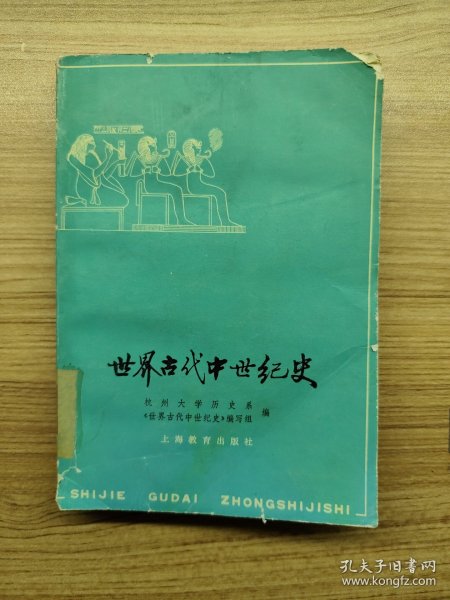 世界古代中世纪史
杭州大学历史系
《世界古代中世纪史》编写组
编
上海教育出版社
SHIJIE GUDAI ZHONGSHIJISHI
孔夫子旧书网
www.kongfz.com